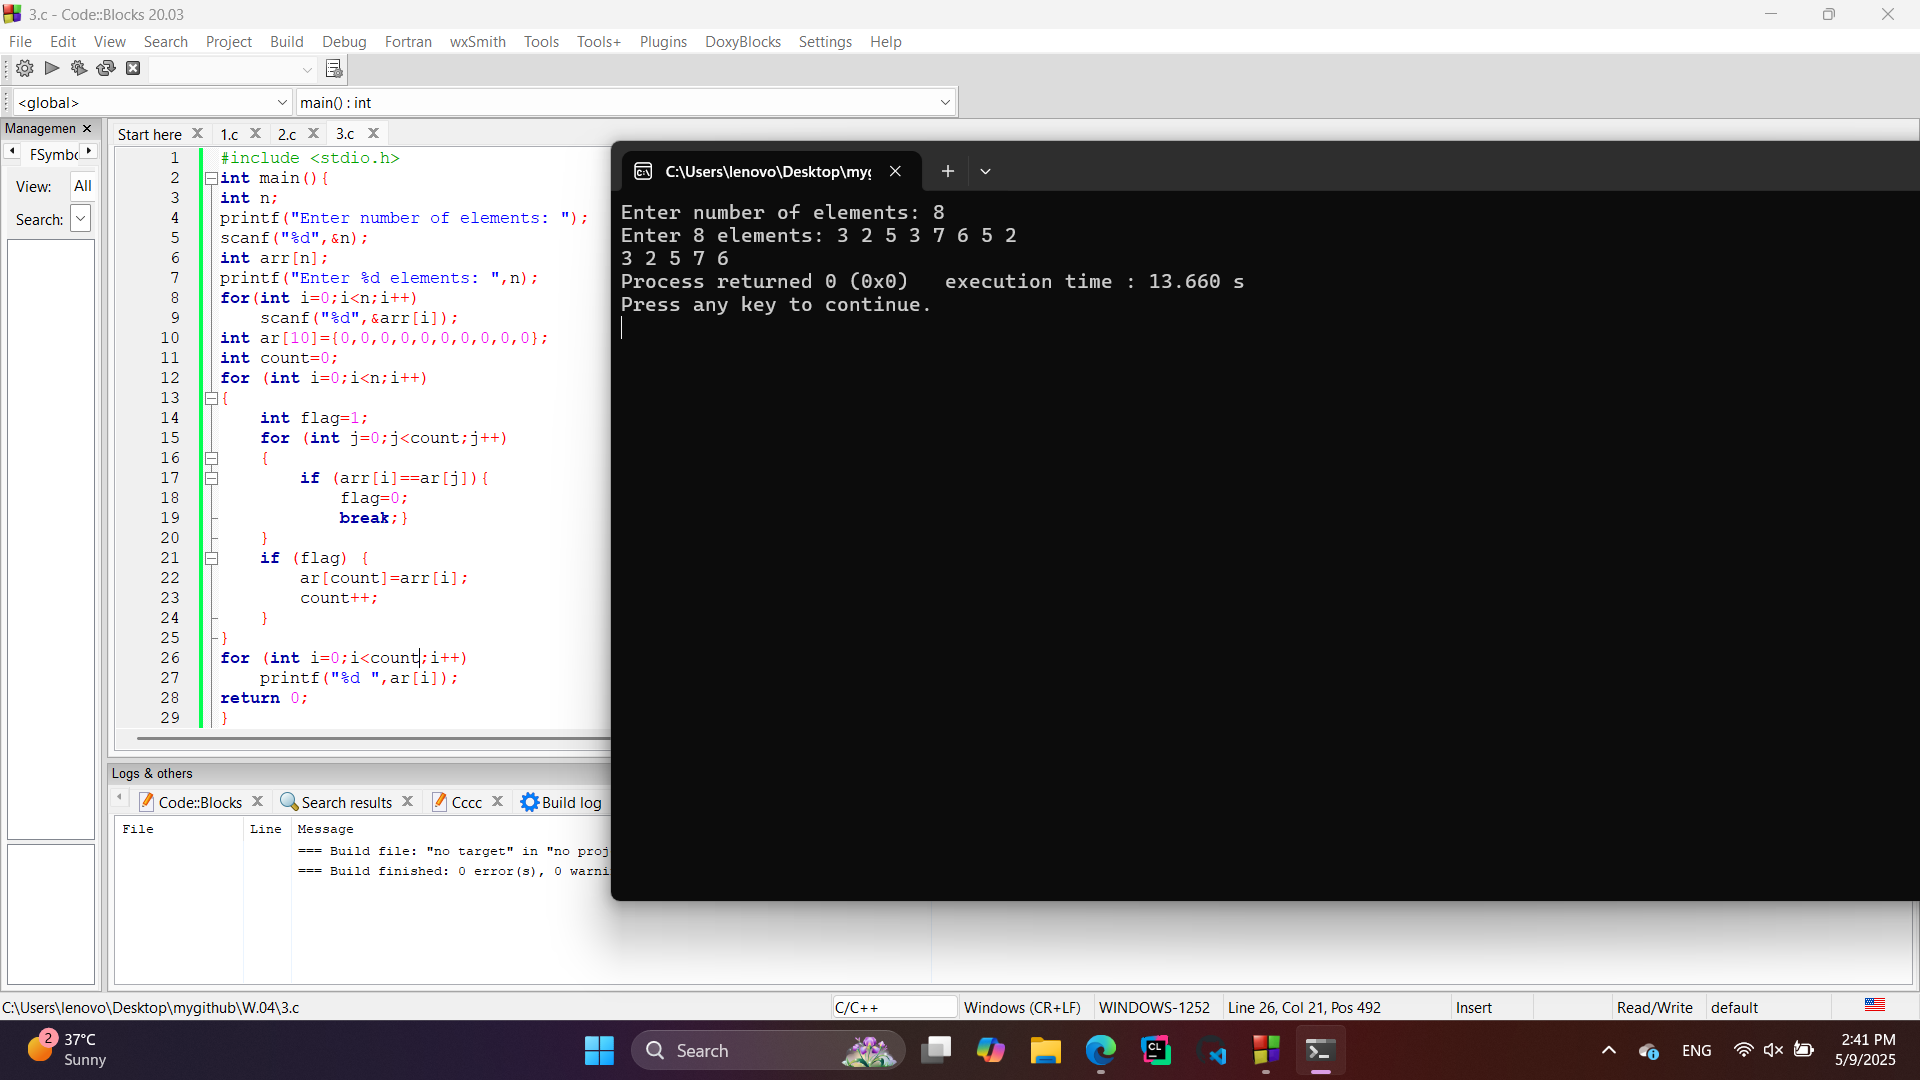 3.c - Code::Blocks 20.03
File Edit View Search Project Build Debug Fortran wxSmith Tools Tools+ Plugins DoxyBlocks Settings Help
<global> main() : int
Managemen
Start here 1.c 2.c 3.c
FSymbc
View: All
Search:
1 #include <stdio.h>
2 int main(){
3 int n;
4 printf("Enter number of elements: ");
5 scanf("%d",&n);
6 int arr[n];
7 printf("Enter %d elements: ",n);
8 for(int i=0;i<n;i++)
9 scanf("%d",&arr[i]);
10 int ar[10]={0,0,0,0,0,0,0,0,0,0};
11 int count=0;
12 for (int i=0;i<n;i++)
13 {
14 int flag=1;
15 for (int j=0;j<count;j++)
16 {
17 if (arr[i]==ar[j]){
18 flag=0;
19 break;}
20 }
21 if (flag) {
22 ar[count]=arr[i];
23 count++;
24 }
25 }
26 for (int i=0;i<count;i++)
27 printf("%d ",ar[i]);
28 return 0;
29 }
C:\Users\lenovo\Desktop\myg
Enter number of elements: 8
Enter 8 elements: 3 2 5 3 7 6 5 2
3 2 5 7 6
Process returned 0 (0x0) execution time : 13.660 s
Press any key to continue.
Logs & others
Code::Blocks Search results Cccc Build log
File Line Message
=== Build file: "no target" in "no proj
=== Build finished: 0 error(s), 0 warni
C:\Users\lenovo\Desktop\mygithub\W.04\3.c C/C++ Windows (CR+LF) WINDOWS-1252 Line 26, Col 21, Pos 492 Insert Read/Write default
2 37°C
Sunny
Search
CL
ENG
2:41 PM
5/9/2025